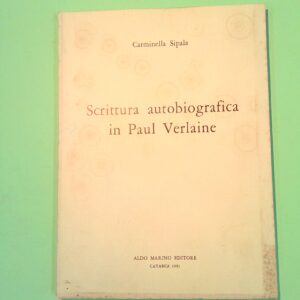 Carminella Sipala
Scrittura autobiografica
in Paul Verlaine
ALDO MARINO EDITORE
CATANIA